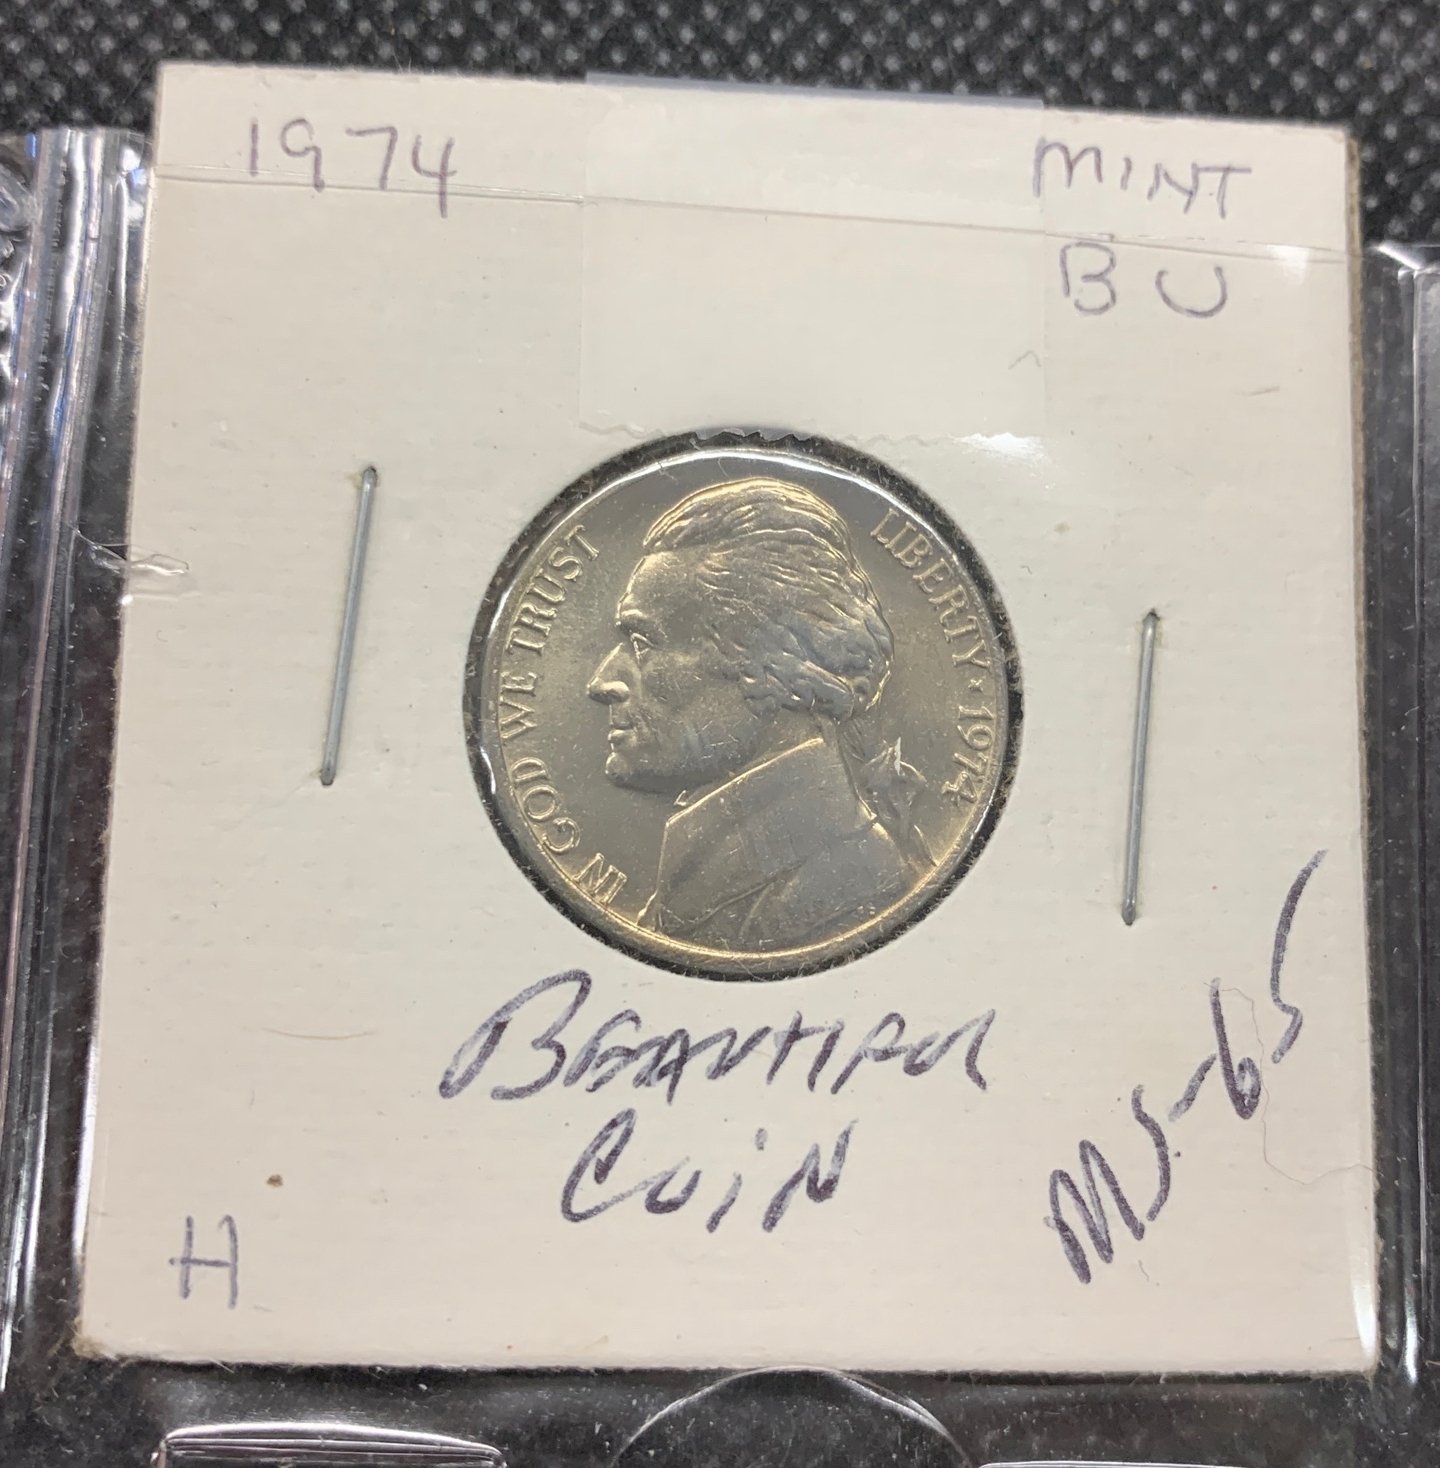 1974
MINT
BU
IN GOD WE TRUST
LIBERTY * 1974
BEAUTIFUL
COIN
MS-65
H